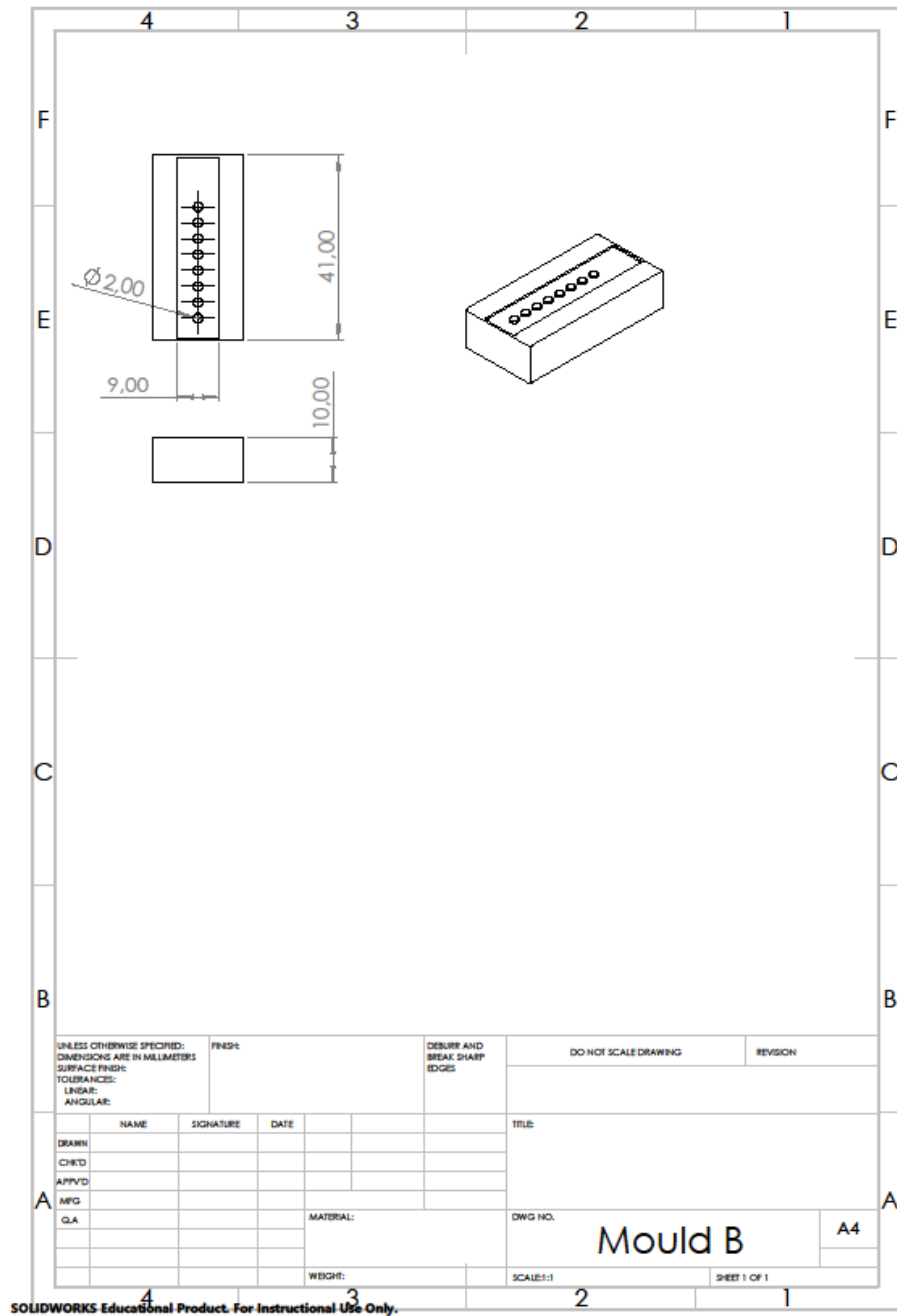 4 3 2 1
F F
41,00
Ø 2,00
E E
9,00
10,00
D D
C C
B B
UNLESS OTHERWISE SPECIFIED:
DIMENSIONS ARE IN MILLIMETERS
SURFACE FINISH:
TOLERANCES:
LINEAR:
ANGULAR:
FINISH:
DEBURR AND
BREAK SHARP
EDGES
DO NOT SCALE DRAWING
REVISION
NAME SIGNATURE DATE
TITLE:
DRAWN
CHK'D
APPV'D
A A
MFG
Q.A
MATERIAL:
DWG NO.
Mould B
A4
WEIGHT:
SCALE:1:1
SHEET 1 OF 1
4 3 2 1
SOLIDWORKS Educational Product. For Instructional Use Only.